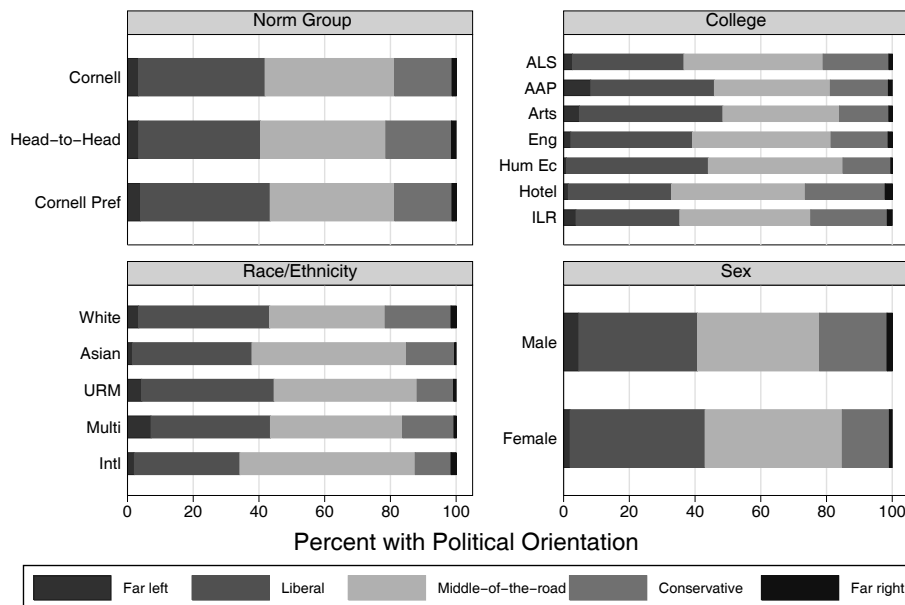 Norm Group
Cornell
Head−to−Head
Cornell Pref
College
ALS
AAP
Arts
Eng
Hum Ec
Hotel
ILR
Race/Ethnicity
White
Asian
URM
Multi
Intl
0 20 40 60 80 100
Sex
Male
Female
0 20 40 60 80 100
Percent with Political Orientation
Far left Liberal Middle−of−the−road Conservative Far right